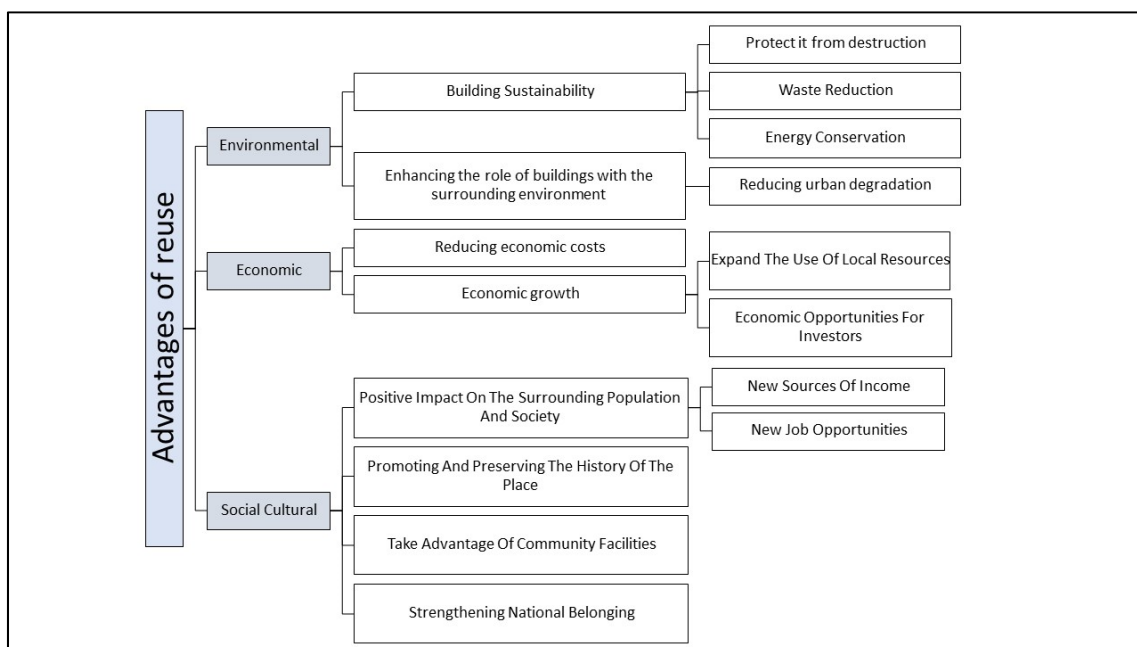 Advantages of reuse
Environmental
Building Sustainability
Protect it from destruction
Waste Reduction
Energy Conservation
Enhancing the role of buildings with the
surrounding environment
Reducing urban degradation
Economic
Reducing economic costs
Economic growth
Expand The Use Of Local Resources
Economic Opportunities For
Investors
Social Cultural
Positive Impact On The Surrounding Population
And Society
New Sources Of Income
New Job Opportunities
Promoting And Preserving The History Of The
Place
Take Advantage Of Community Facilities
Strengthening National Belonging